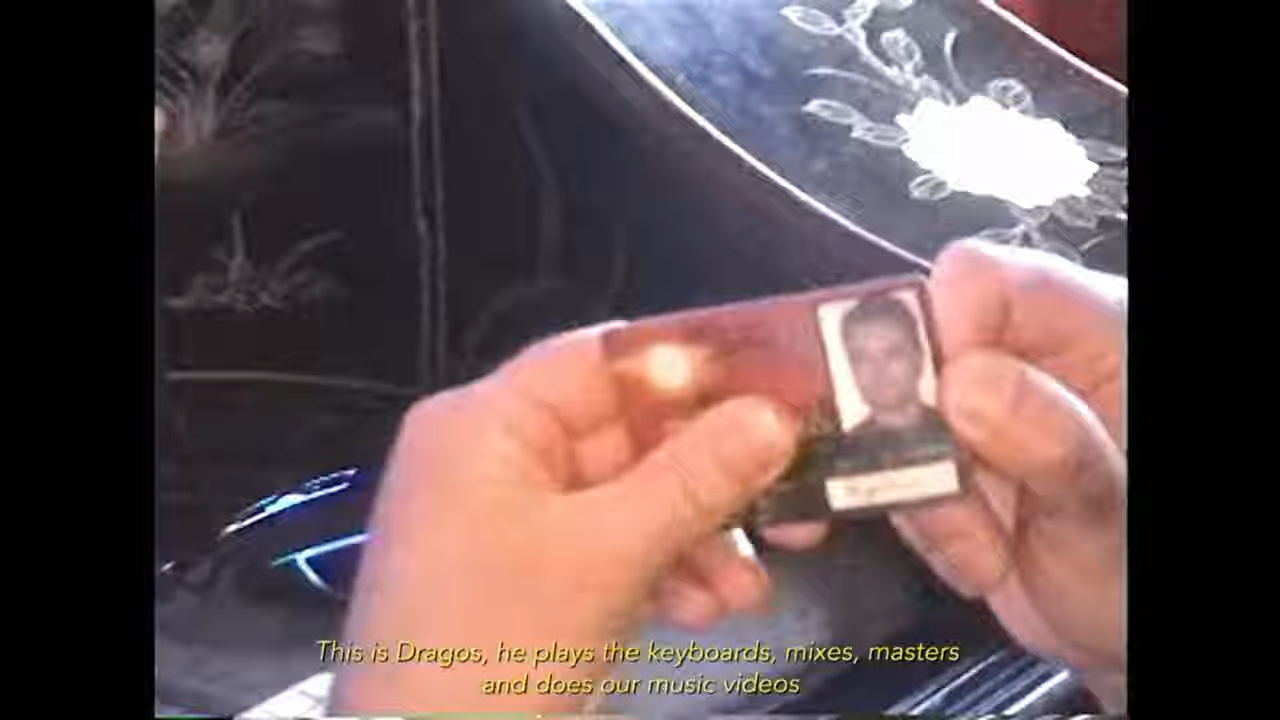 This is Dragos, he plays the keyboards, mixes, masters
and does our music videos